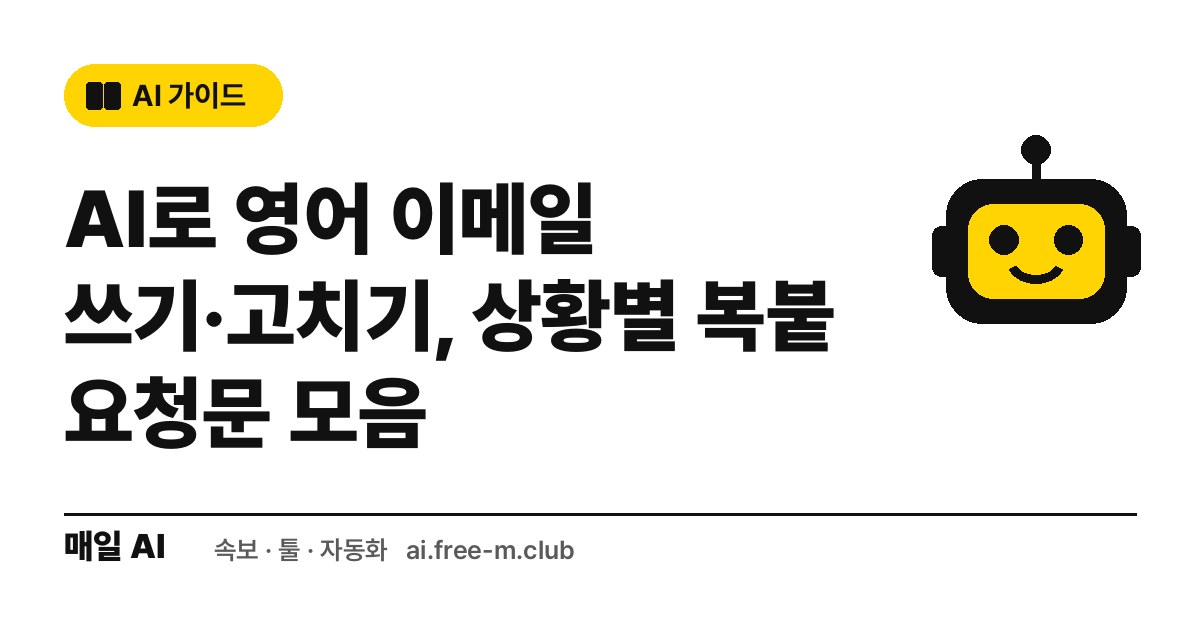 AI 가이드
AI로 영어 이메일
쓰기·고치기, 상황별 복붙
요청문 모음
매일 AI 속보 · 툴 · 자동화 ai.free-m.club